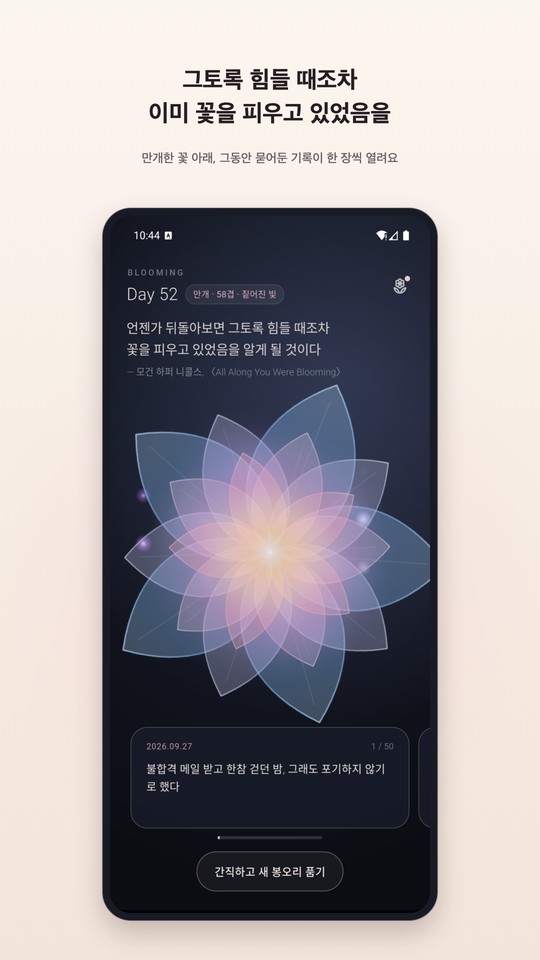 그토록 힘들 때조차
이미 꽃을 피우고 있었음을
만개한 꽃 아래, 그동안 묻어둔 기록이 한 장씩 열려요
10:44 A
BLOOMING
Day 52 만개 · 58겹 · 짙어진 빛
언젠가 뒤돌아보면 그토록 힘들 때조차
꽃을 피우고 있었음을 알게 될 것이다
— 모건 하퍼 니콜스, 〈All Along You Were Blooming〉
2026.09.27 1 / 50
불합격 메일 받고 한참 걷던 밤, 그래도 포기하지 않기
로 했다
간직하고 새 봉오리 품기